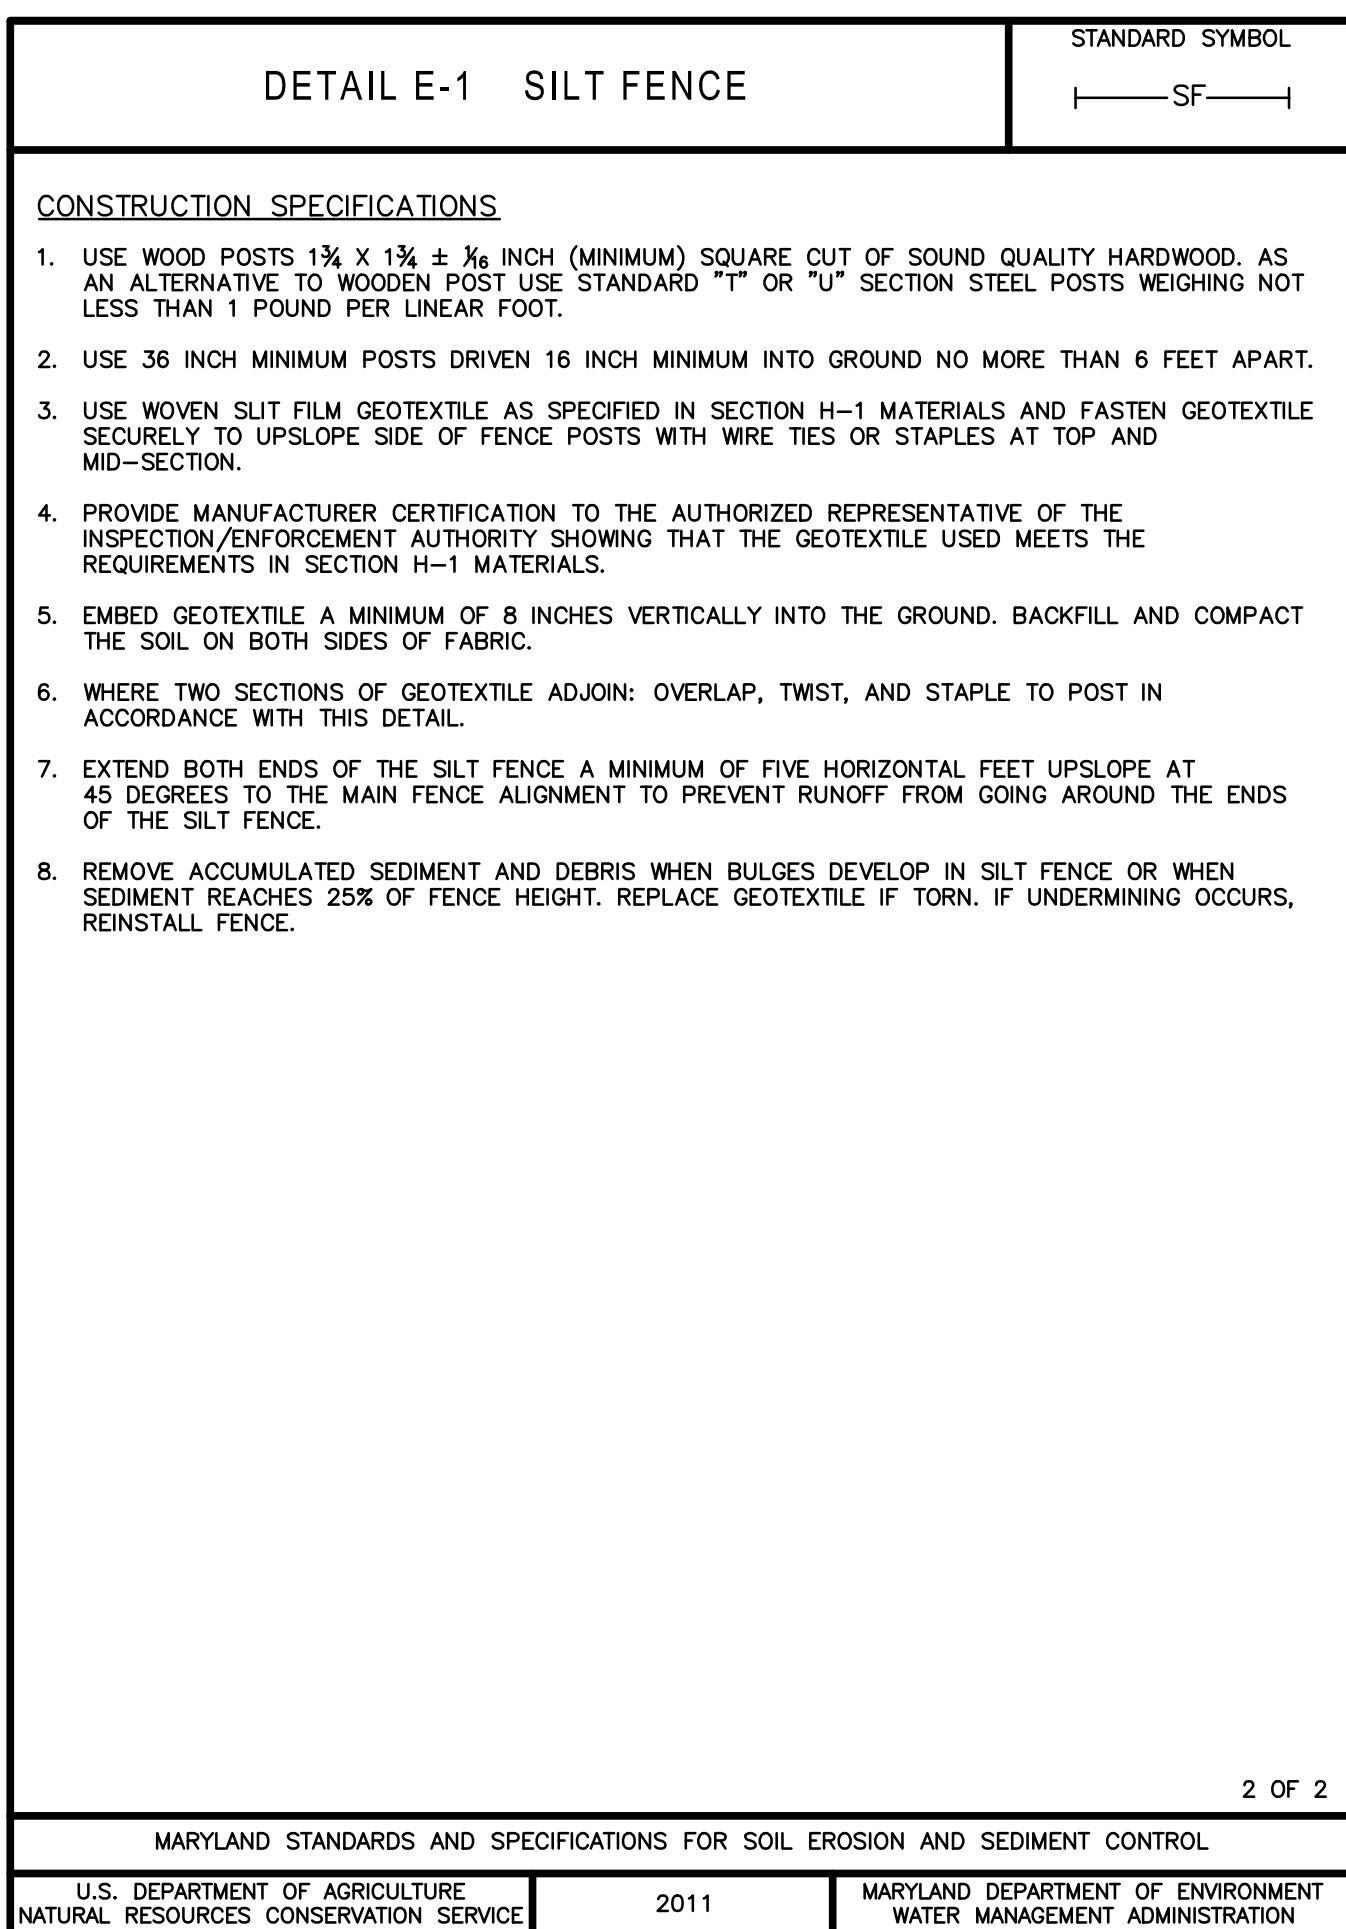 STANDARD SYMBOL
DETAIL E-1 SILT FENCE
SF
CONSTRUCTION SPECIFICATIONS
1. USE WOOD POSTS 1¾ X 1¾ ± 1⁄16 INCH (MINIMUM) SQUARE CUT OF SOUND QUALITY HARDWOOD. AS
AN ALTERNATIVE TO WOODEN POST USE STANDARD "T" OR "U" SECTION STEEL POSTS WEIGHING NOT
LESS THAN 1 POUND PER LINEAR FOOT.
2. USE 36 INCH MINIMUM POSTS DRIVEN 16 INCH MINIMUM INTO GROUND NO MORE THAN 6 FEET APART.
3. USE WOVEN SLIT FILM GEOTEXTILE AS SPECIFIED IN SECTION H-1 MATERIALS AND FASTEN GEOTEXTILE
SECURELY TO UPSLOPE SIDE OF FENCE POSTS WITH WIRE TIES OR STAPLES AT TOP AND
MID-SECTION.
4. PROVIDE MANUFACTURER CERTIFICATION TO THE AUTHORIZED REPRESENTATIVE OF THE
INSPECTION/ENFORCEMENT AUTHORITY SHOWING THAT THE GEOTEXTILE USED MEETS THE
REQUIREMENTS IN SECTION H-1 MATERIALS.
5. EMBED GEOTEXTILE A MINIMUM OF 8 INCHES VERTICALLY INTO THE GROUND. BACKFILL AND COMPACT
THE SOIL ON BOTH SIDES OF FABRIC.
6. WHERE TWO SECTIONS OF GEOTEXTILE ADJOIN: OVERLAP, TWIST, AND STAPLE TO POST IN
ACCORDANCE WITH THIS DETAIL.
7. EXTEND BOTH ENDS OF THE SILT FENCE A MINIMUM OF FIVE HORIZONTAL FEET UPSLOPE AT
45 DEGREES TO THE MAIN FENCE ALIGNMENT TO PREVENT RUNOFF FROM GOING AROUND THE ENDS
OF THE SILT FENCE.
8. REMOVE ACCUMULATED SEDIMENT AND DEBRIS WHEN BULGES DEVELOP IN SILT FENCE OR WHEN
SEDIMENT REACHES 25% OF FENCE HEIGHT. REPLACE GEOTEXTILE IF TORN. IF UNDERMINING OCCURS,
REINSTALL FENCE.
2 OF 2
MARYLAND STANDARDS AND SPECIFICATIONS FOR SOIL EROSION AND SEDIMENT CONTROL
U.S. DEPARTMENT OF AGRICULTURE
NATURAL RESOURCES CONSERVATION SERVICE
2011
MARYLAND DEPARTMENT OF ENVIRONMENT
WATER MANAGEMENT ADMINISTRATION